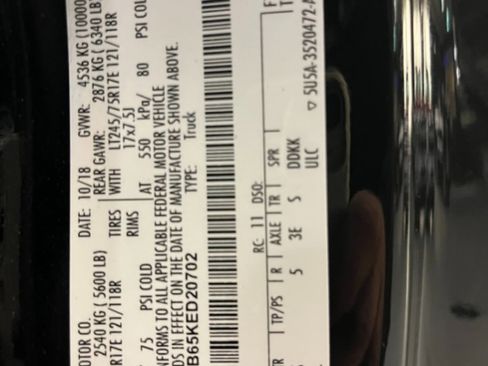 OTOR CO.
DATE: 10/18 GVWR: 4536 KG (10000
2540 KG ( 5600 LB) REAR GAWR: 2876 KG ( 6340 LB)
R17E 121/118R TIRES WITH LT245/75R17E 121/118R
RIMS 17x7.5J
75 PSI COLD AT 550 kPa/ 80 PSI COL
NFORMS TO ALL APPLICABLE FEDERAL MOTOR VEHICLE
DS IN EFFECT ON THE DATE OF MANUFACTURE SHOWN ABOVE.
B65KED20702 TYPE: Truck
RC: 11 DSO:
TR TP/PS R AXLE TR SPR
5 3E S DDKK
ULC
▽ 5U5A-3520472-A